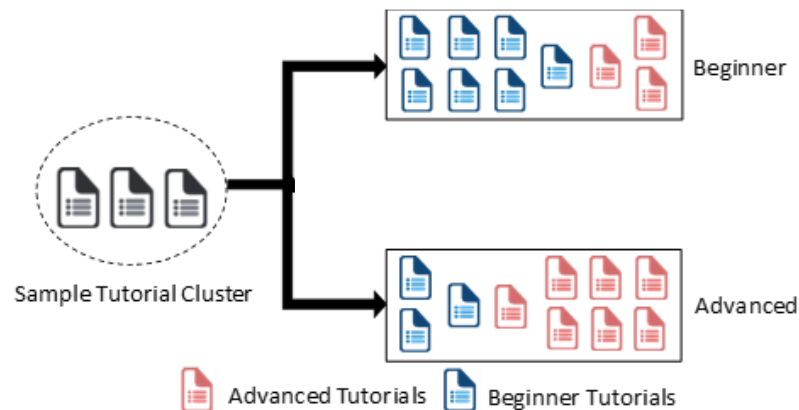 Beginner
Sample Tutorial Cluster
Advanced
Advanced Tutorials
Beginner Tutorials